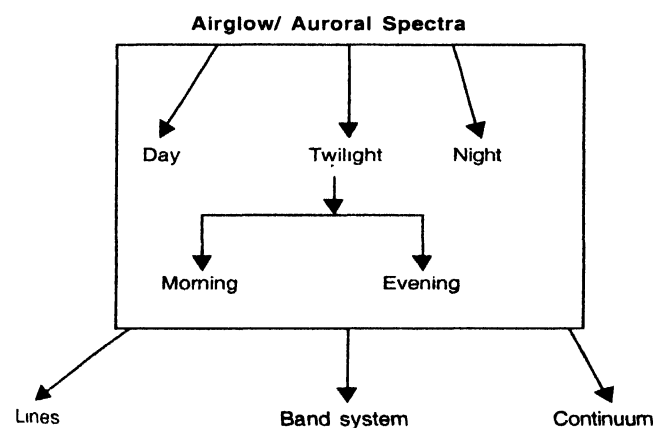 Airglow/ Auroral Spectra
Day Twilight Night
Morning Evening
Lines Band system Continuum